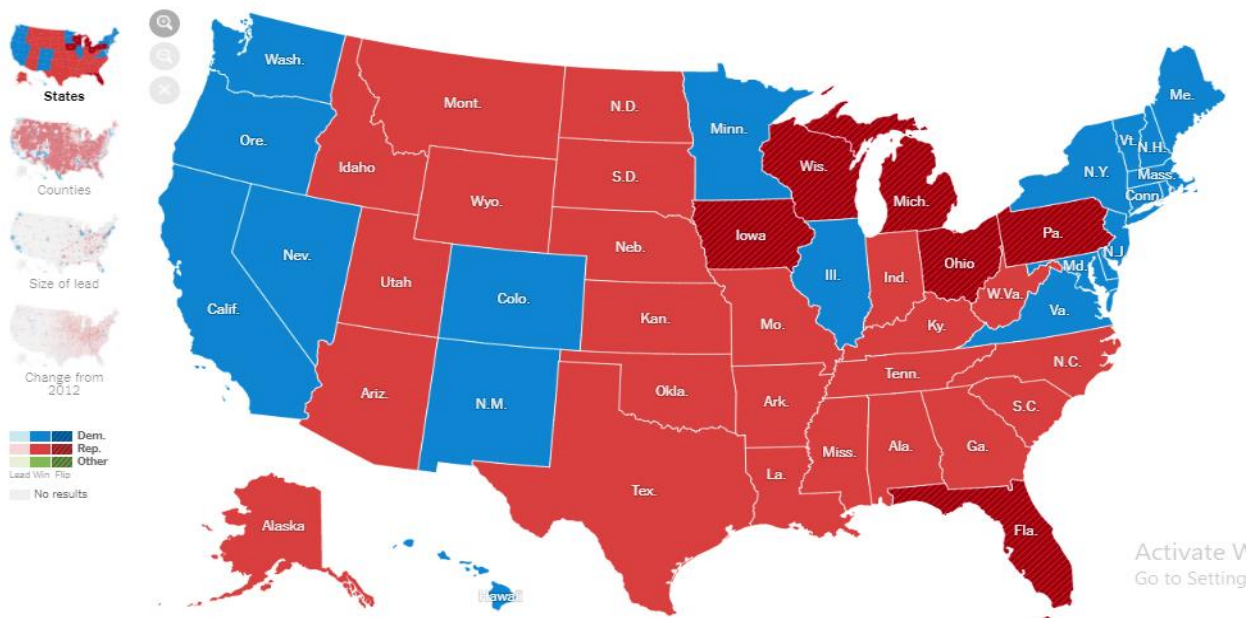 States
Counties
Size of lead
Change from
2012
Dem.
Rep.
Other
Lead Win Flip
No results
Wash.
Ore.
Calif.
Nev.
Idaho
Mont.
Wyo.
Utah
Ariz.
Colo.
N.M.
N.D.
S.D.
Neb.
Kan.
Okla.
Tex.
Minn.
Iowa
Mo.
Ark.
La.
Wis.
Ill.
Mich.
Ind.
Ohio
Ky.
Tenn.
Miss.
Ala.
Ga.
Fla.
S.C.
N.C.
Va.
W.Va.
Md.
Pa.
N.J
N.Y.
Conn
Mass.
Vt.
N.H.
Me.
Alaska
Hawaii
Activate W
Go to Setting